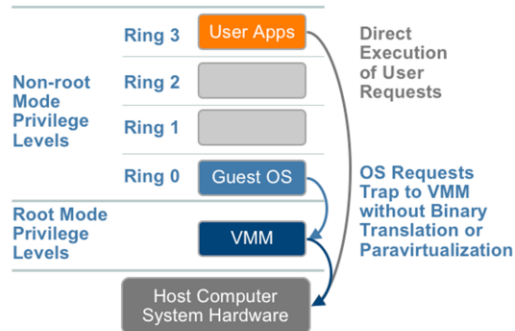 Ring 3
User Apps
Direct
Execution
of User
Requests
Non-root
Mode
Privilege
Levels
Ring 2
Ring 1
Ring 0
Guest OS
OS Requests
Trap to VMM
without Binary
Translation or
Paravirtualization
Root Mode
Privilege
Levels
VMM
Host Computer
System Hardware